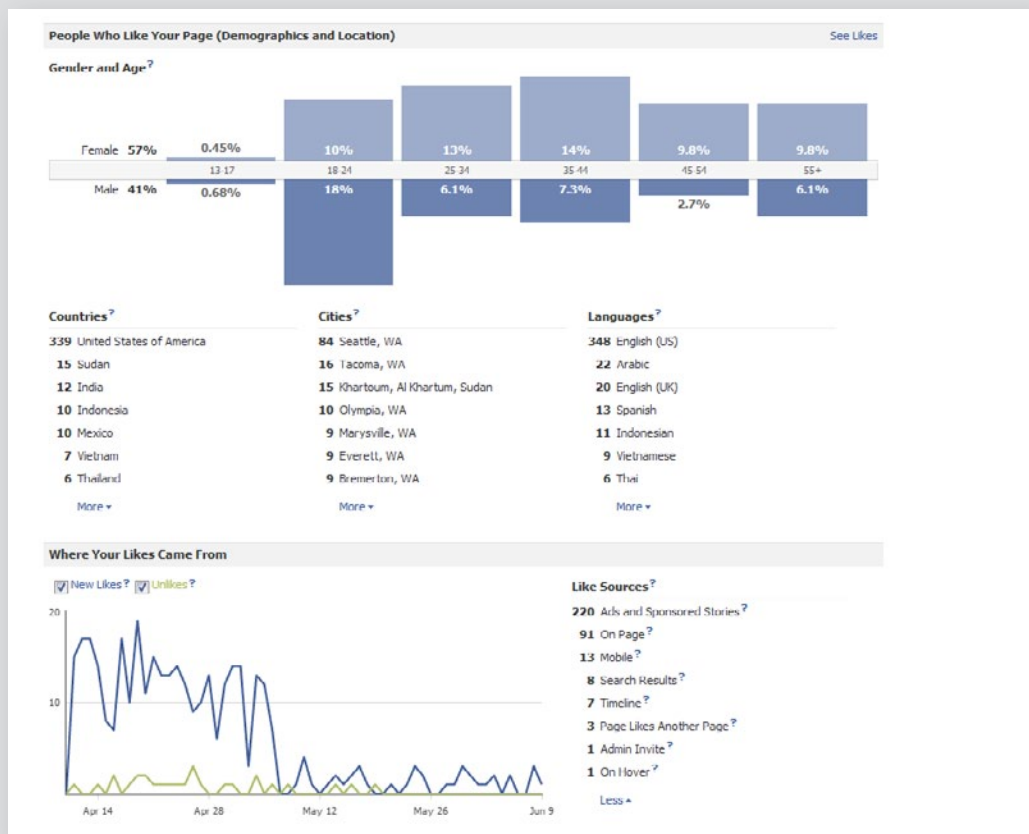 People Who Like Your Page (Demographics and Location) See Likes
Gender and Age?
Female 57% 0.45% 10% 13% 14% 9.8% 9.8%
13-17 18-24 25-34 35-44 45-54 55+
Male 41% 0.68% 18% 6.1% 7.3% 2.7% 6.1%
Countries? Cities? Languages?
339 United States of America 84 Seattle, WA 348 English (US)
15 Sudan 16 Tacoma, WA 22 Arabic
12 India 15 Khartoum, Al Khartum, Sudan 20 English (UK)
10 Indonesia 10 Olympia, WA 13 Spanish
10 Mexico 9 Marysville, WA 11 Indonesian
7 Vietnam 9 Everett, WA 9 Vietnamese
6 Thailand 9 Bremerton, WA 6 Thai
More More More
Where Your Likes Came From
New Likes? Unlikes? Like Sources?
20
10
Apr 14 Apr 28 May 12 May 26 Jun 9
220 Ads and Sponsored Stories?
91 On Page?
13 Mobile?
8 Search Results?
7 Timeline?
3 Page Likes Another Page?
1 Admin Invite?
1 On Hover?
Less